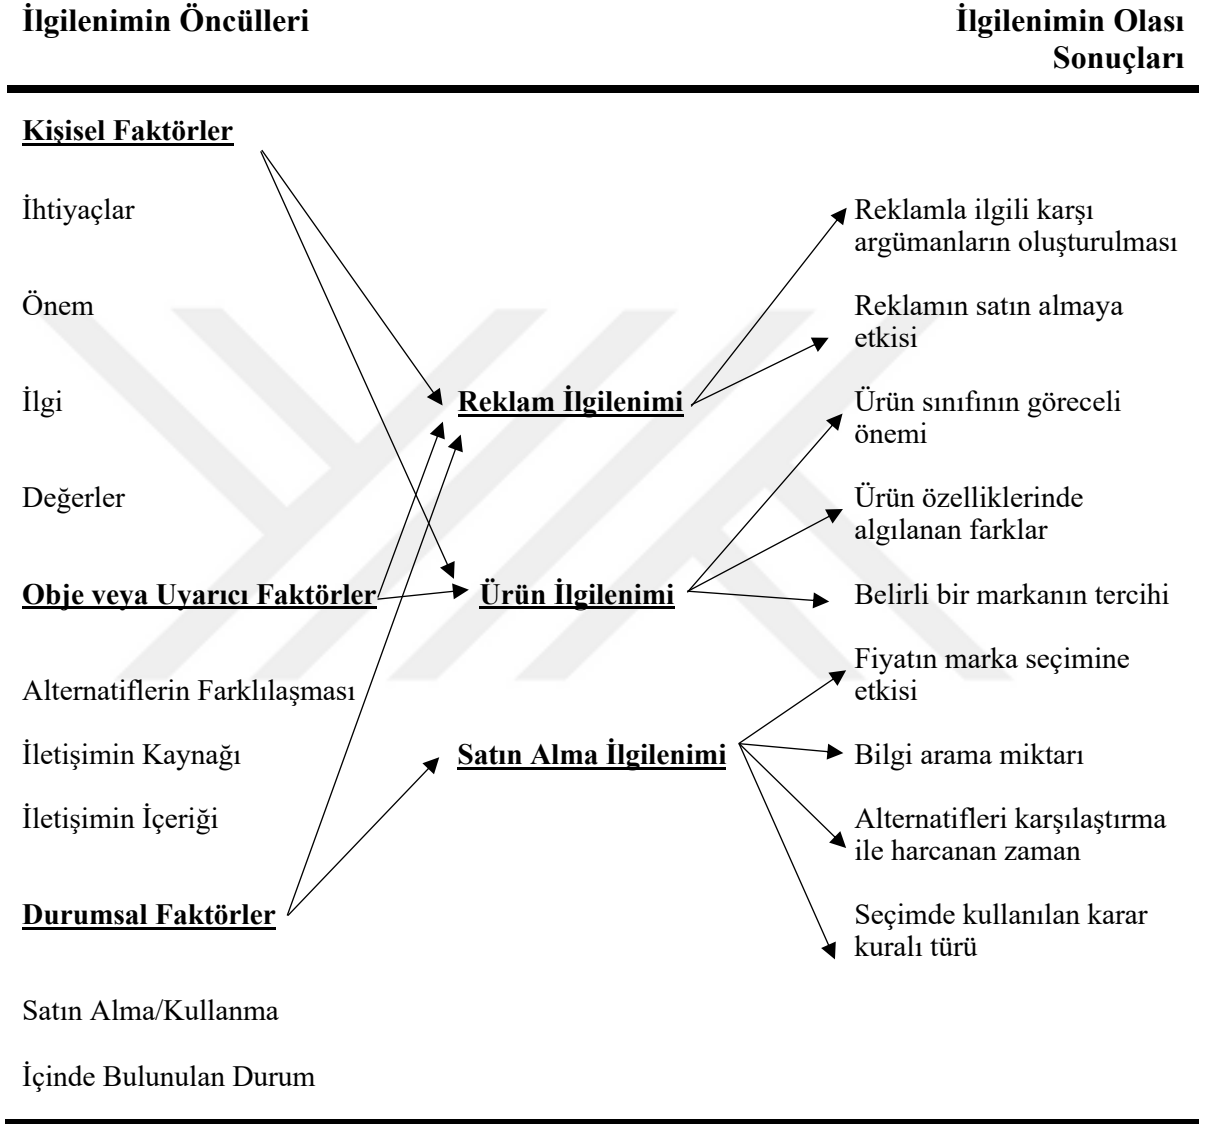 İlgilenimin Öncülleri
İlgilenimin Olası
Sonuçları
Kişisel Faktörler
İhtiyaçlar
Önem
İlgi
Değerler
Obje veya Uyarıcı Faktörler
Alternatiflerin Farklılaşması
İletişimin Kaynağı
İletişimin İçeriği
Durumsal Faktörler
Satın Alma/Kullanma
İçinde Bulunulan Durum
Reklam İlgilenimi
Ürün İlgilenimi
Satın Alma İlgilenimi
Reklamla ilgili karşı
argümanların oluşturulması
Reklamın satın almaya
etkisi
Ürün sınıfının göreceli
önemi
Ürün özelliklerinde
algılanan farklar
Belirli bir markanın tercihi
Fiyatın marka seçimine
etkisi
Bilgi arama miktarı
Alternatifleri karşılaştırma
ile harcanan zaman
Seçimde kullanılan karar
kuralı türü